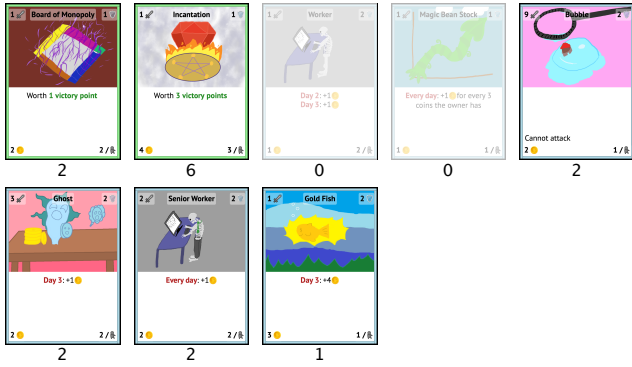 1 Board of Monopoly 1
Worth 1 victory point
2 2 /
2
1 Incantation 1
Worth 3 victory points
4 3 /
6
1 Worker 2
Day 2: +1
Day 3: +1
1 2 /
0
1 Magic Bean Stock 1
Every day: +1 for every 3
coins the owner has
1 1 /
0
9 Bubble 2
Cannot attack
2 1 /
2
3 Ghost 2
Day 3: +1
2 2 /
2
2 Senior Worker 2
Every day: +1
2 2 /
2
1 Gold Fish 2
Day 3: +4
3 1 /
1